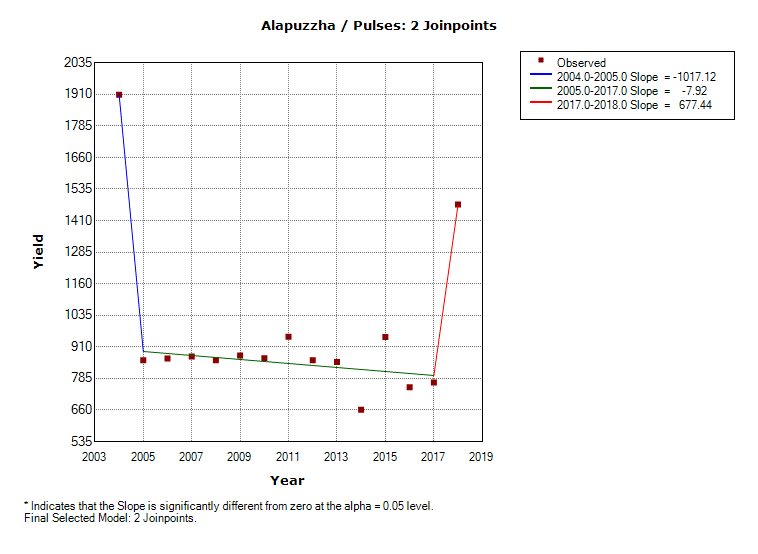 Alapuzzha / Pulses: 2 Joinpoints
Observed
2004.0-2005.0 Slope = -1017.12
2005.0-2017.0 Slope = -7.92
2017.0-2018.0 Slope = 677.44
2035
1910
1785
1660
1535
1410
1285
1160
1035
910
785
660
535
Yield
2003 2005 2007 2009 2011 2013 2015 2017 2019
Year
* Indicates that the Slope is significantly different from zero at the alpha = 0.05 level.
Final Selected Model: 2 Joinpoints.